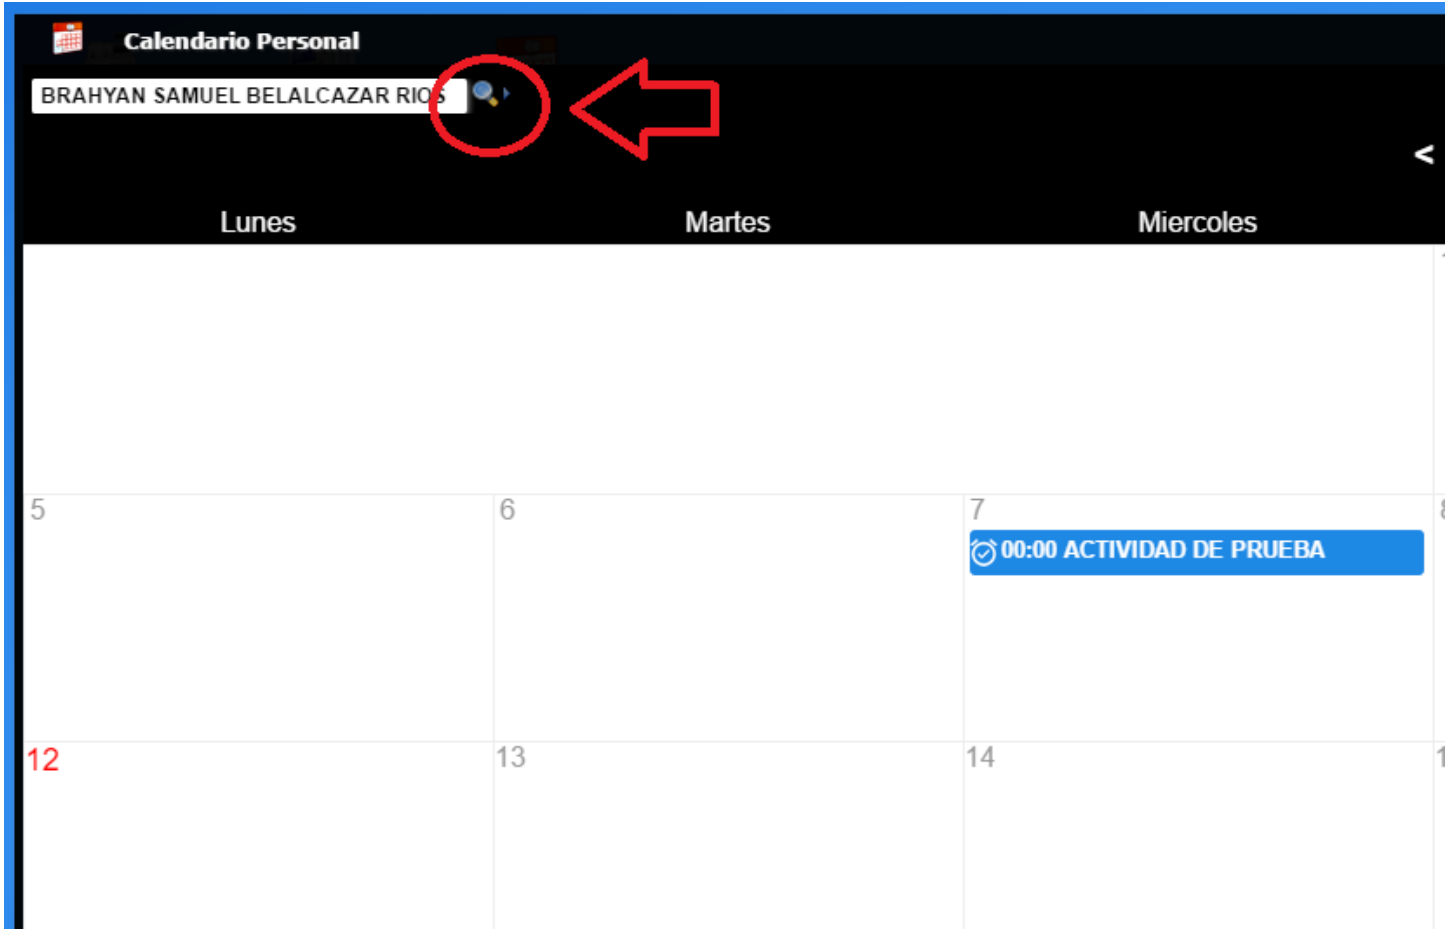 Calendario Personal
BRAHYAN SAMUEL BELALCAZAR RIOS
<
Lunes Martes Miercoles
5 6 7
00:00 ACTIVIDAD DE PRUEBA
12 13 14